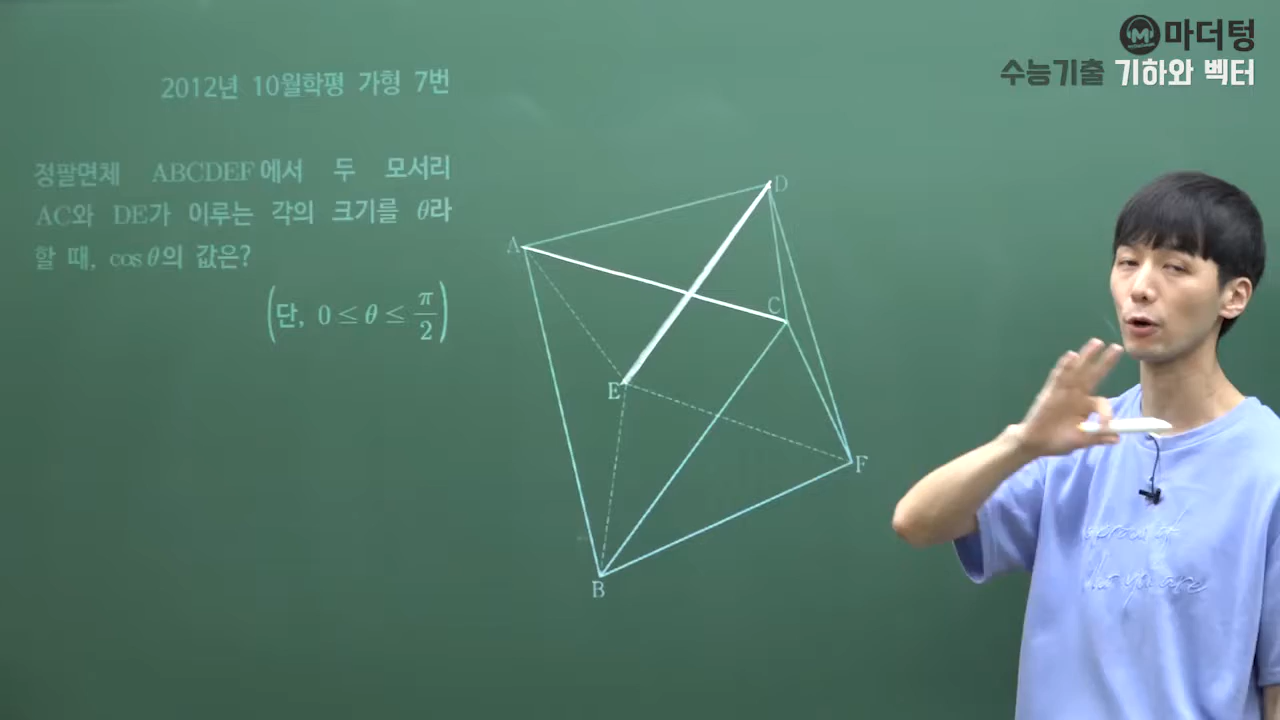 마더텅
수능기출 기하와 벡터
2012년 10월학평 가형 7번
정팔면체 ABCDEF에서 두 모서리
AC와 DE가 이루는 각의 크기를 θ라
할 때, cosθ의 값은?
(단, 0 ≤ θ ≤ π/2)
A
D
C
E
F
B